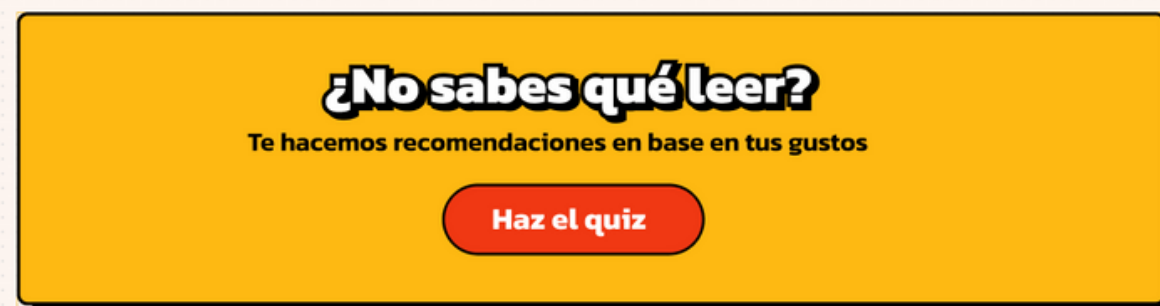 ¿No sabes qué leer?
Te hacemos recomendaciones en base en tus gustos
Haz el quiz